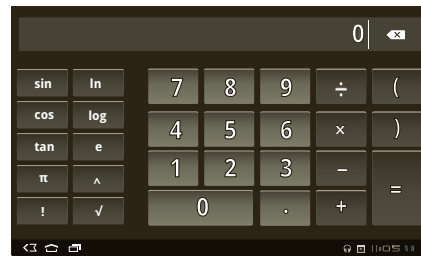 0
sin ln 7 8 9 ÷ (
cos log 4 5 6 x )
tan e 1 2 3 − =
π ^ 0 . +
! √